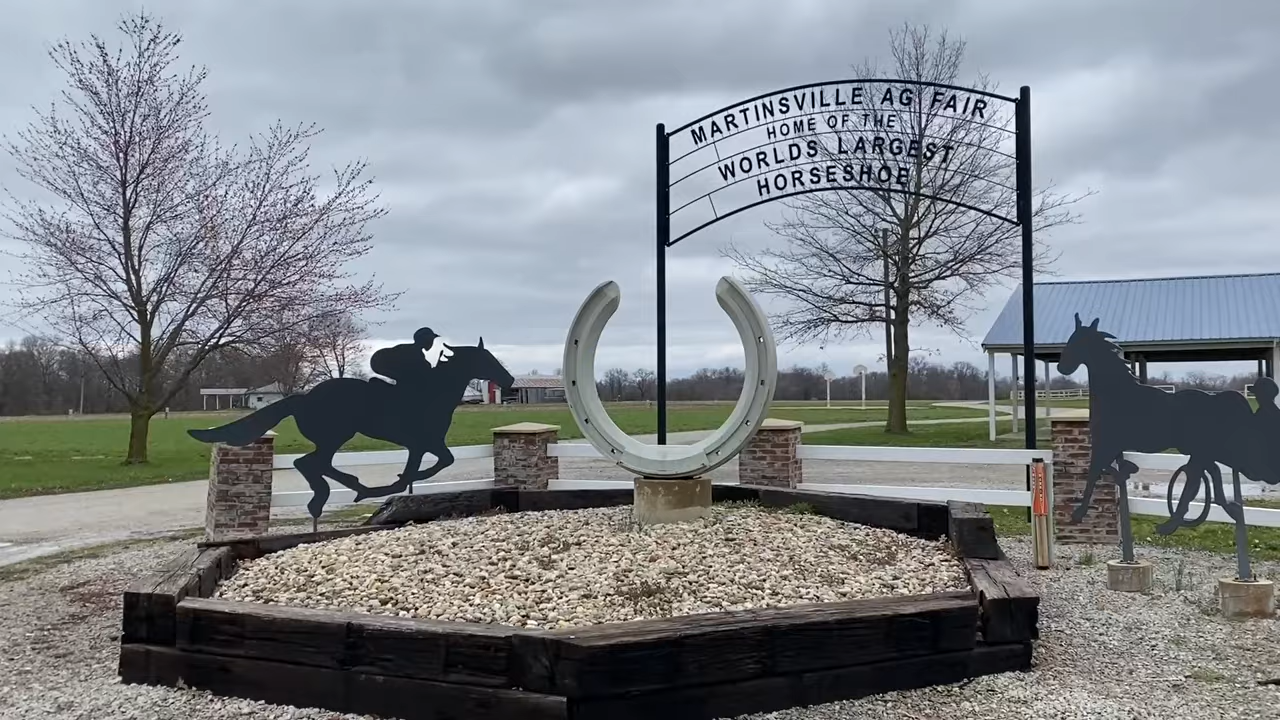 MARTINSVILLE AG FAIR
HOME OF THE
WORLDS LARGEST
HORSESHOE